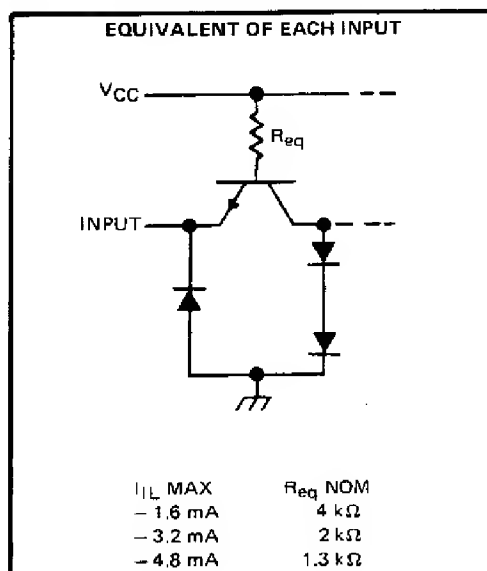 EQUIVALENT OF EACH INPUT
VCC
Req
INPUT
IIL MAX Req NOM
– 1.6 mA 4 kΩ
– 3.2 mA 2 kΩ
– 4.8 mA 1.3 kΩ